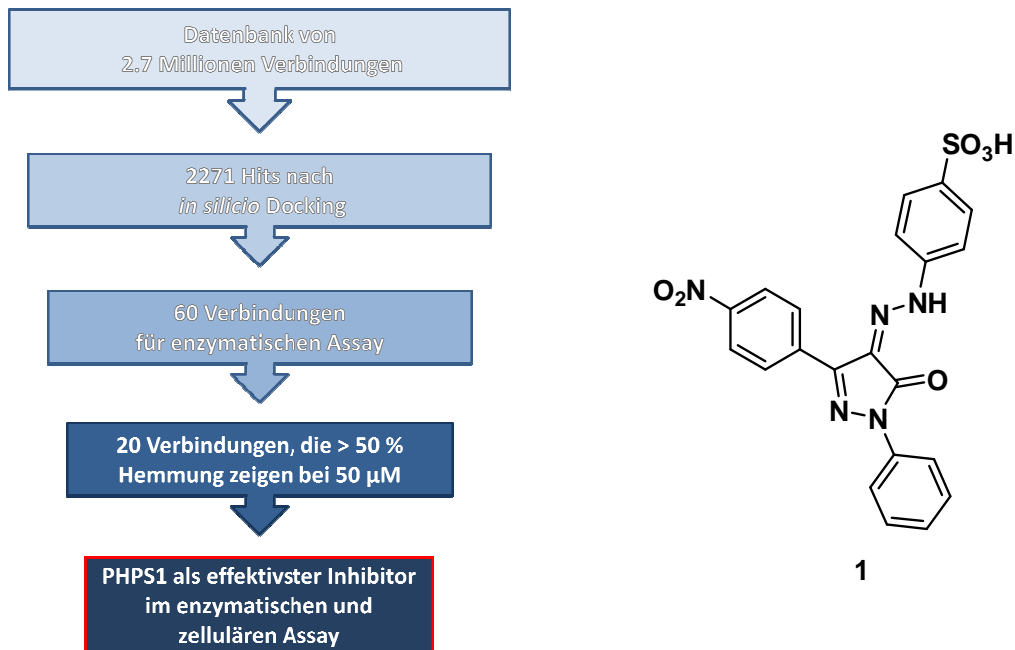 Datenbank von
2.7 Millionen Verbindungen
2271 Hits nach
in silicio Docking
60 Verbindungen
für enzymatischen Assay
20 Verbindungen, die > 50 %
Hemmung zeigen bei 50 µM
PHPS1 als effektivster Inhibitor
im enzymatischen und
zellulären Assay
SO₃H
O₂N
N
NH
O
N
N
1